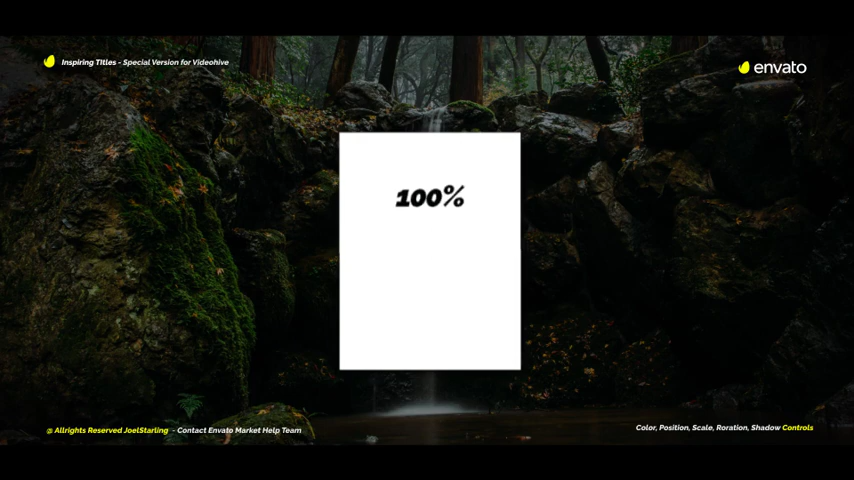 Inspiring Titles - Special Version for Videohive
envato
100%
@ Allrights Reserved JoelStarling - Contact Envato Market Help Team
Color, Position, Scale, Roration, Shadow Controls